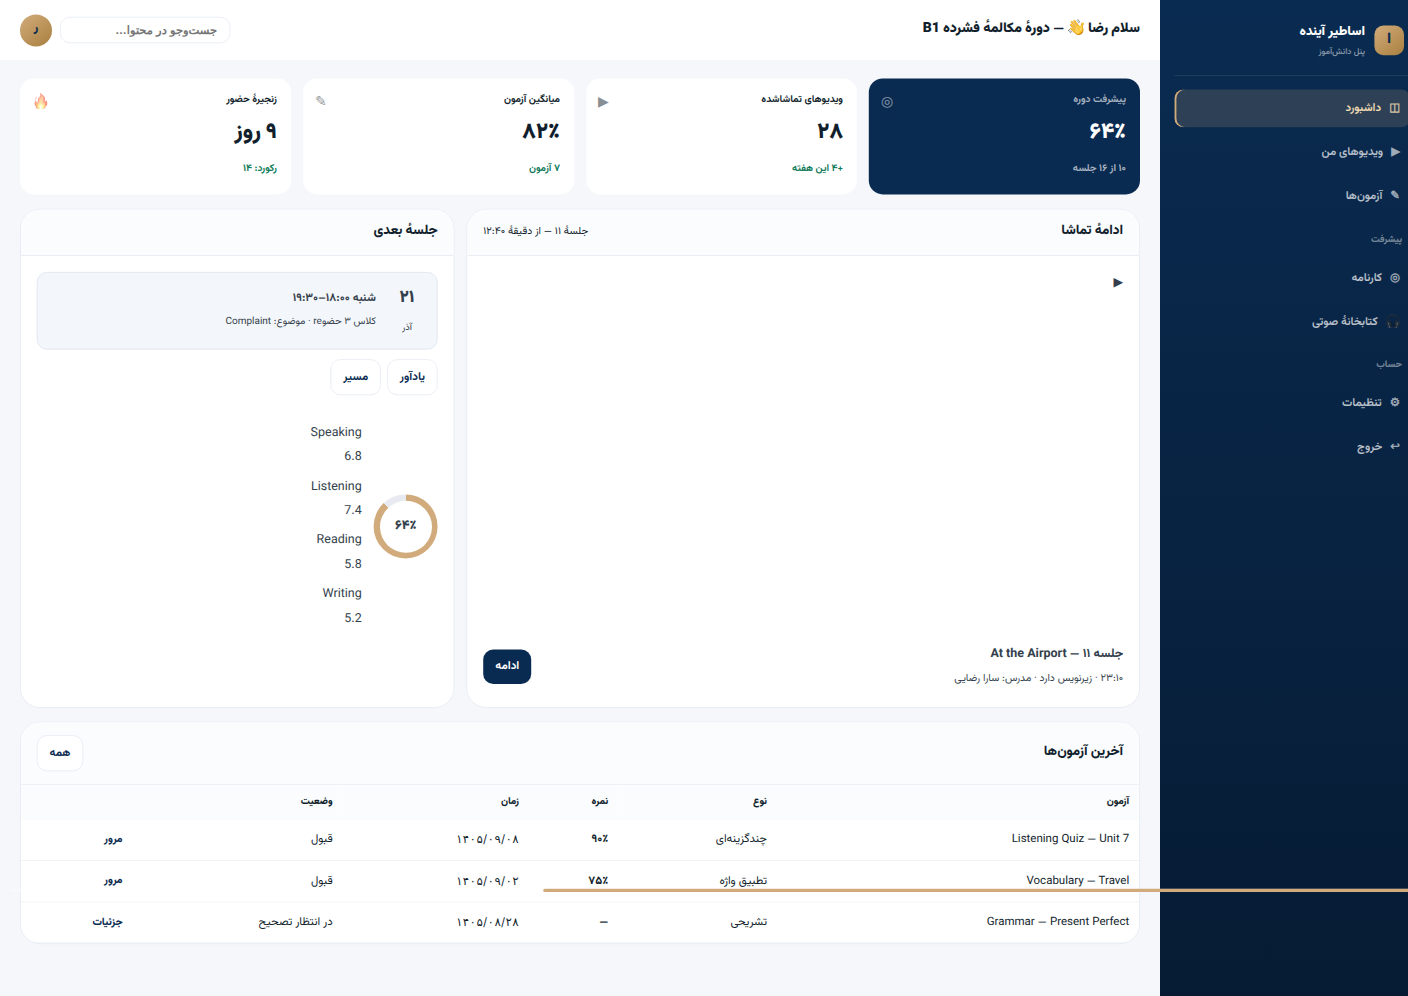 ا
اساطیر آینده
پنل دانش‌آموز
داشبورد
ویدیوهای من
آزمون‌ها
پیشرفت
کارنامه
کتابخانهٔ صوتی
حساب
تنظیمات
خروج
سلام رضا 👋 — دورهٔ مکالمهٔ فشرده B1
جست‌وجو در محتوا...
ر
پیشرفت دوره
۶۴٪
۱۰ از ۱۶ جلسه
ویدیوهای تماشاشده
۲۸
+۴ این هفته
میانگین آزمون
۸۲٪
۷ آزمون
زنجیرهٔ حضور
۹ روز
رکورد: ۱۴
ادامهٔ تماشا
جلسهٔ ۱۱ — از دقیقهٔ ۱۲:۴۰
جلسه ۱۱ — At the Airport
۲۳:۱۰ · زیرنویس دارد · مدرس: سارا رضایی
ادامه
جلسهٔ بعدی
۲۱
آذر
شنبه ۱۸:۰۰–۱۹:۳۰
کلاس ۳ حضورe · موضوع: Complaint
یادآور
مسیر
۶۴٪
Speaking
6.8
Listening
7.4
Reading
5.8
Writing
5.2
آخرین آزمون‌ها
همه
آزمون نوع نمره زمان وضعیت
Listening Quiz — Unit 7 چندگزینه‌ای ۹۰٪ ۱۴۰۵/۰۹/۰۸ قبول مرور
Vocabulary — Travel تطبیق واژه ۷۵٪ ۱۴۰۵/۰۹/۰۲ قبول مرور
Grammar — Present Perfect تشریحی — ۱۴۰۵/۰۸/۲۸ در انتظار تصحیح جزئیات